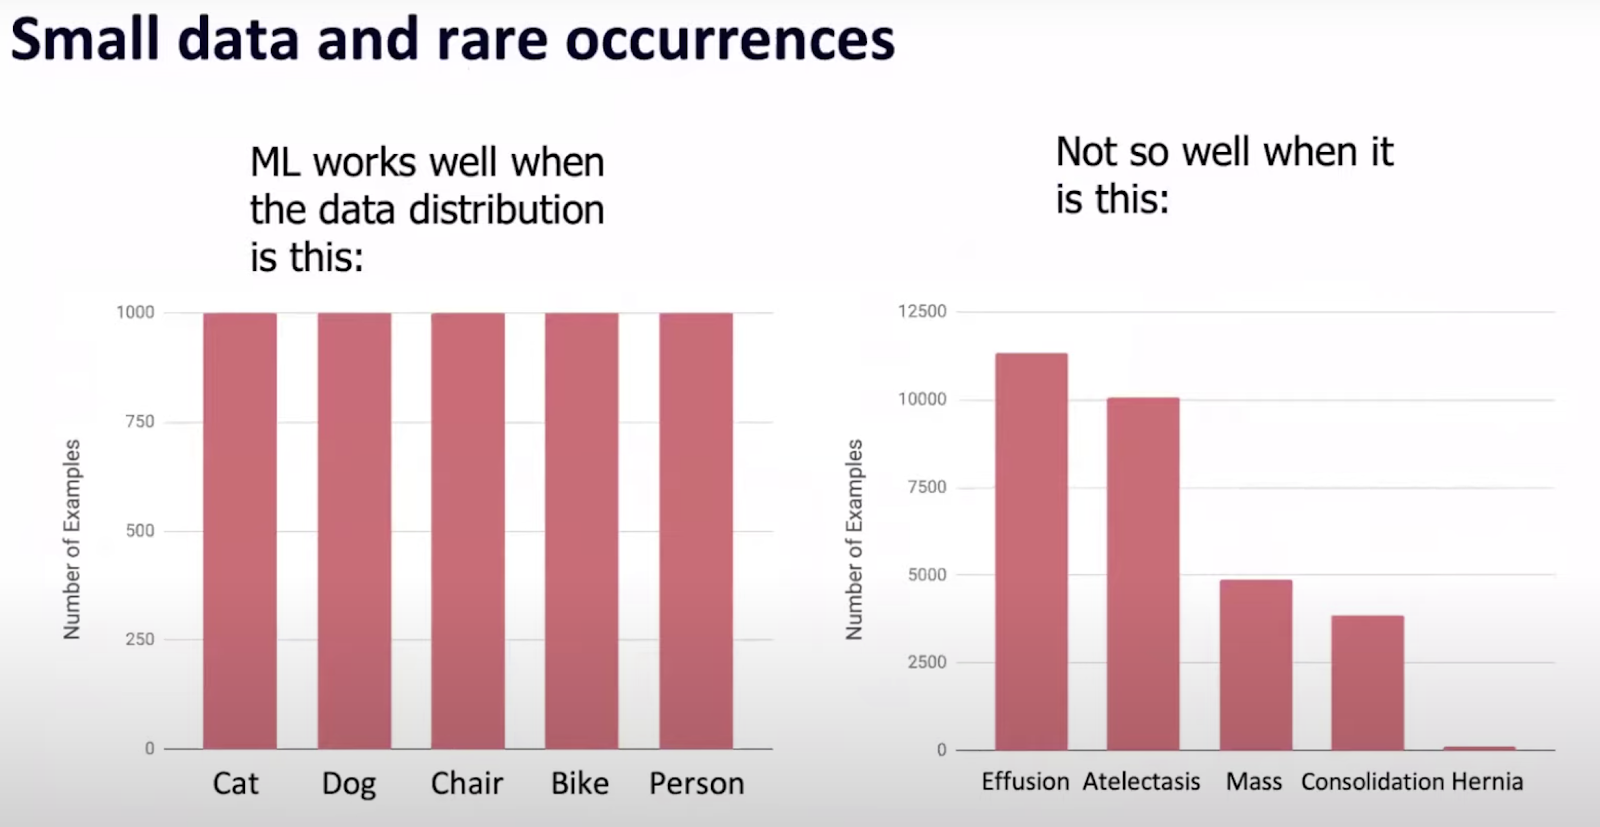 Small data and rare occurrences
ML works well when
the data distribution
is this:
1000
750
500
250
0
Number of Examples
Cat Dog Chair Bike Person
Not so well when it
is this:
12500
10000
7500
5000
2500
0
Number of Examples
Effusion Atelectasis Mass Consolidation Hernia